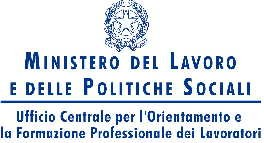 MINISTERO DEL LAVORO
E DELLE POLITICHE SOCIALI
Ufficio Centrale per l'Orientamento e
la Formazione Professionale dei Lavoratori